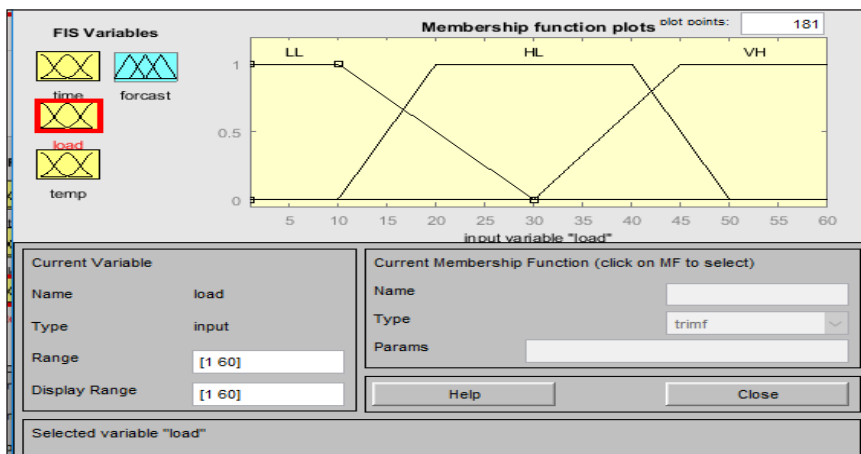 FIS Variables
Membership function plots
plot points:
181
time
forcast
load
temp
LL
HL
VH
1
0.5
0
5 10 15 20 25 30 35 40 45 50 55 60
input variable "load"
Current Variable
Name load
Type input
Range [1 60]
Display Range [1 60]
Current Membership Function (click on MF to select)
Name
Type trimf
Params
Help
Close
Selected variable "load"